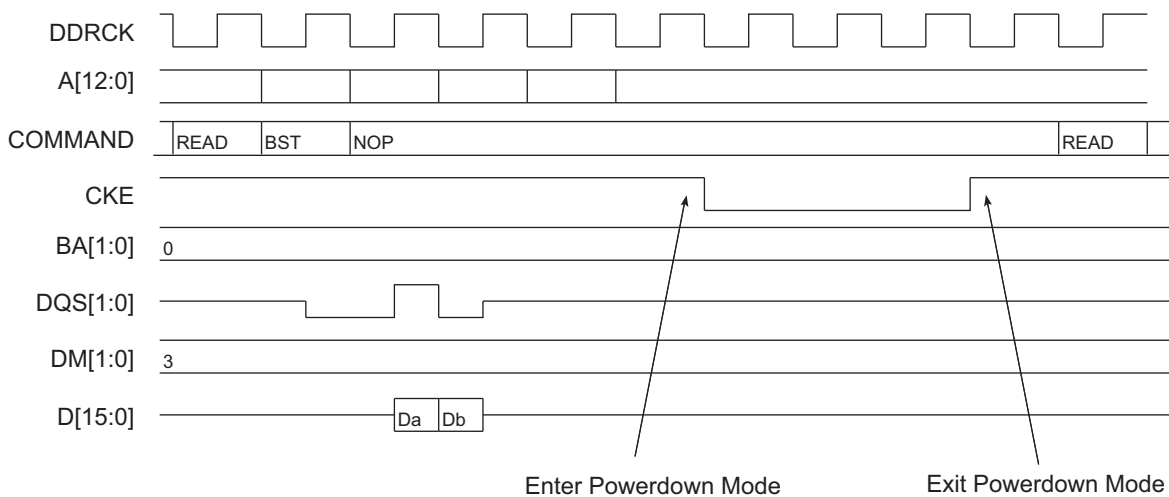 DDRCK
A[12:0]
COMMAND READ BST NOP READ
CKE
BA[1:0] 0
DQS[1:0]
DM[1:0] 3
D[15:0] Da Db
Enter Powerdown Mode Exit Powerdown Mode